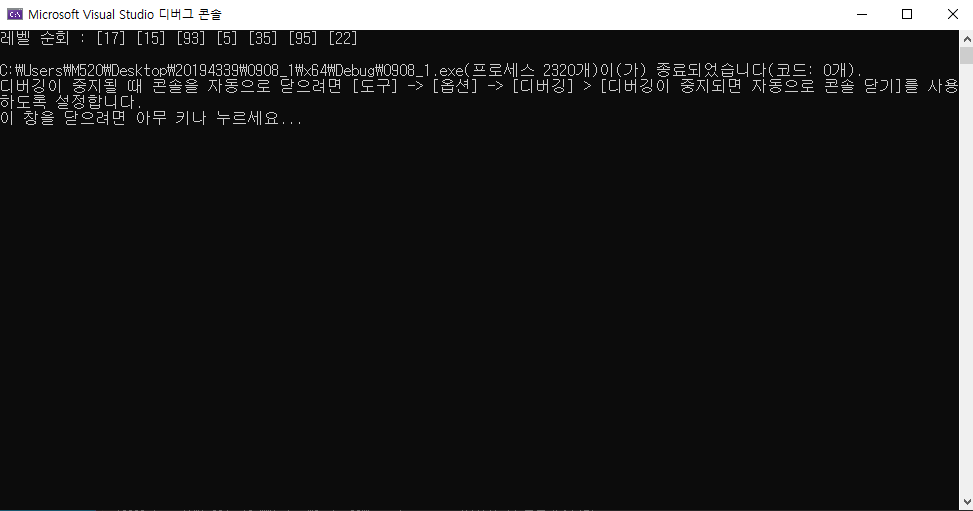 Microsoft Visual Studio 디버그 콘솔
레벨 순회 : [17] [15] [93] [5] [35] [95] [22]
C:₩Users₩M520₩Desktop₩20194339₩0908_1₩x64₩Debug₩0908_1.exe(프로세스 2320개)이(가) 종료되었습니다(코드: 0개).
디버깅이 중지될 때 콘솔을 자동으로 닫으려면 [도구] -> [옵션] -> [디버깅] > [디버깅이 중지되면 자동으로 콘솔 닫기]를 사용
하도록 설정합니다.
이 창을 닫으려면 아무 키나 누르세요...